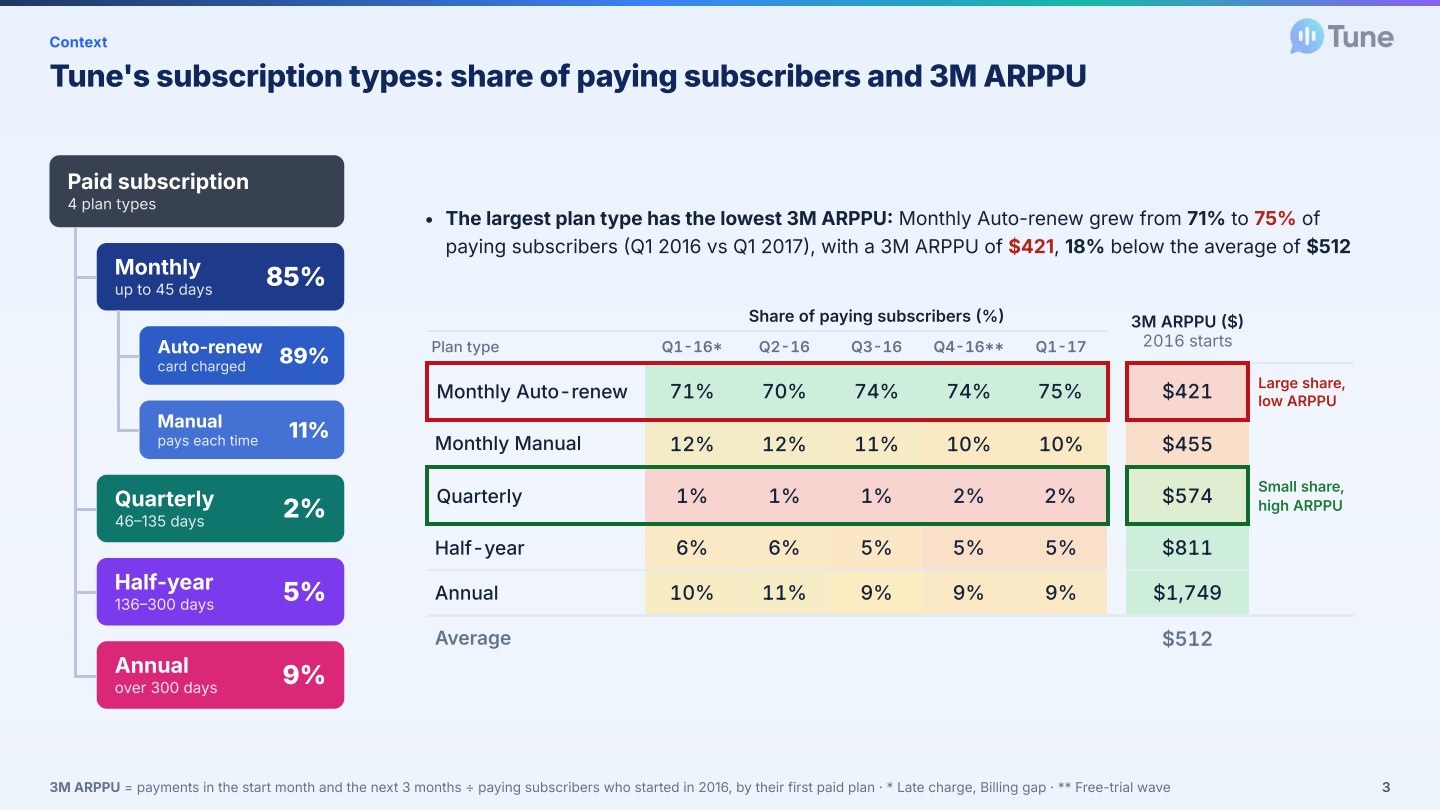 Context
Tune
Tune's subscription types: share of paying subscribers and 3M ARPPU
Paid subscription
4 plan types
Monthly
up to 45 days
85%
Auto-renew
card charged
89%
Manual
pays each time
11%
Quarterly
46–135 days
2%
Half-year
136–300 days
5%
Annual
over 300 days
9%
• The largest plan type has the lowest 3M ARPPU: Monthly Auto-renew grew from 71% to 75% of
paying subscribers (Q1 2016 vs Q1 2017), with a 3M ARPPU of $421, 18% below the average of $512
Share of paying subscribers (%)
3M ARPPU ($)
2016 starts
Plan type Q1-16* Q2-16 Q3-16 Q4-16** Q1-17
Monthly Auto-renew 71% 70% 74% 74% 75% $421
Large share,
low ARPPU
Monthly Manual 12% 12% 11% 10% 10% $455
Quarterly 1% 1% 1% 2% 2% $574
Small share,
high ARPPU
Half-year 6% 6% 5% 5% 5% $811
Annual 10% 11% 9% 9% 9% $1,749
Average $512
3M ARPPU = payments in the start month and the next 3 months ÷ paying subscribers who started in 2016, by their first paid plan · * Late charge, Billing gap · ** Free-trial wave
3